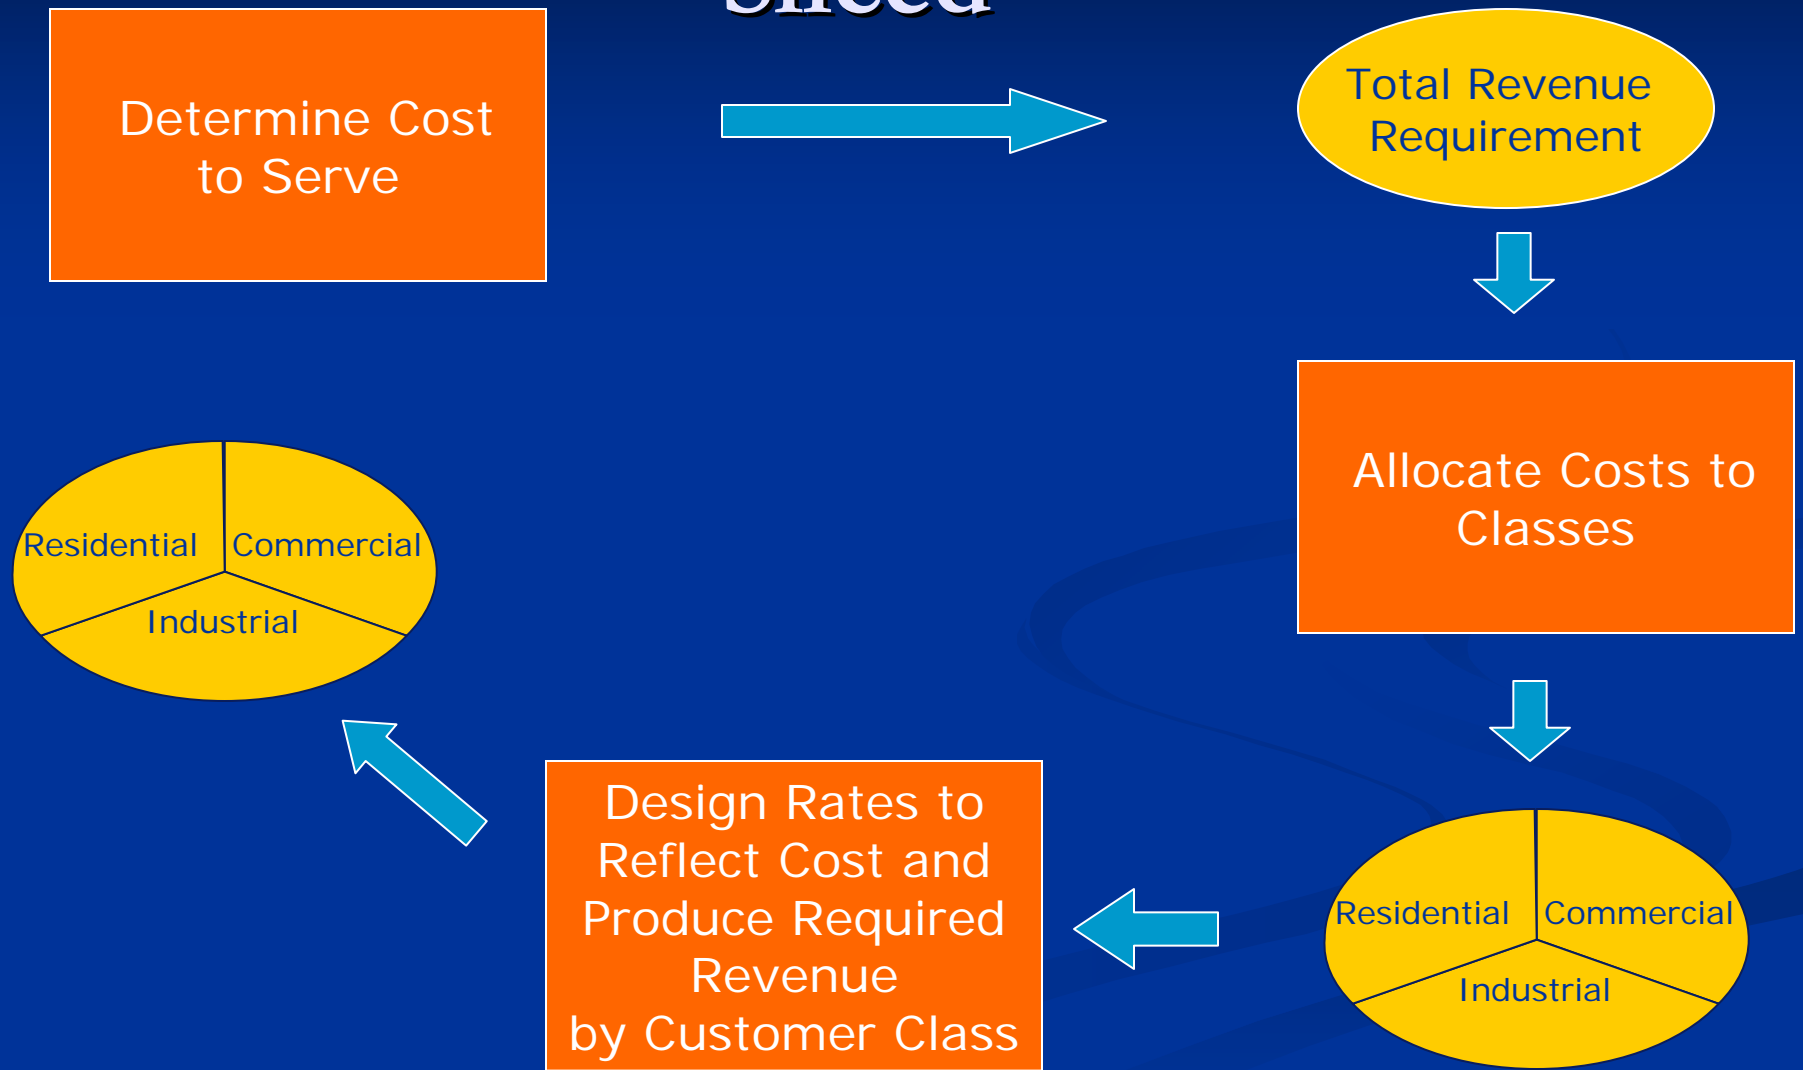 Sliced
Determine Cost
to Serve
Total Revenue
Requirement
Allocate Costs to
Classes
Residential
Commercial
Industrial
Design Rates to
Reflect Cost and
Produce Required
Revenue
by Customer Class
Residential
Commercial
Industrial